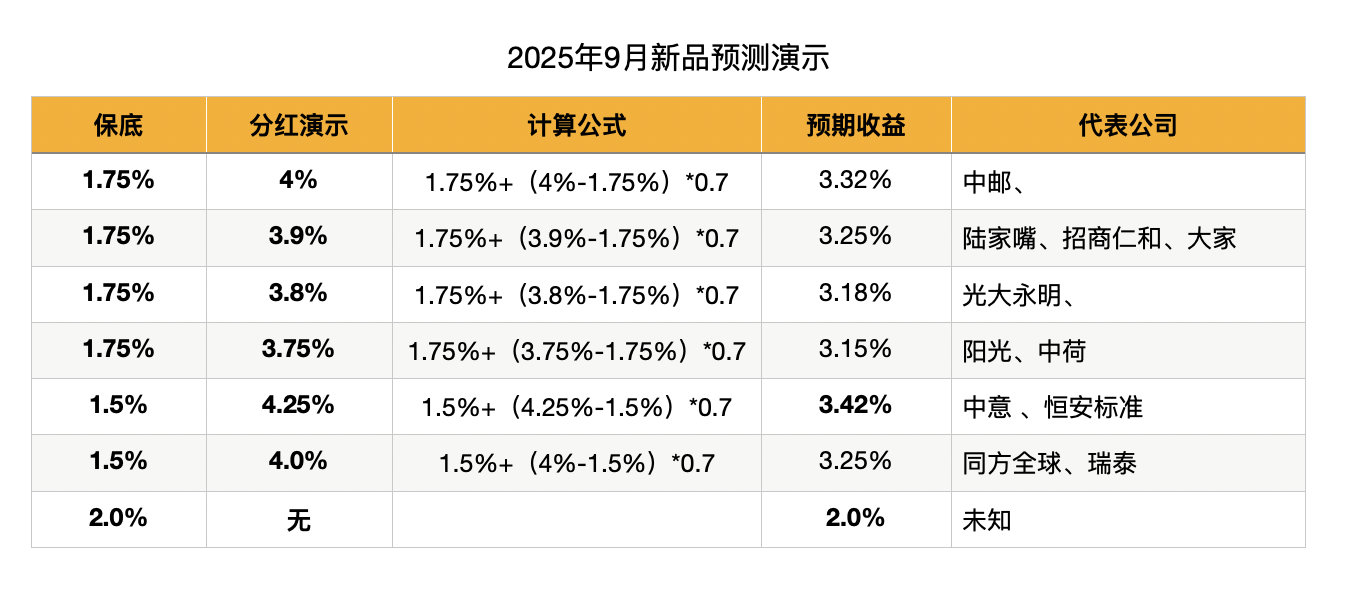 2025年9月新品预测演示
保底 分红演示 计算公式 预期收益 代表公司
1.75% 4% 1.75%+（4%-1.75%）*0.7 3.32% 中邮、
1.75% 3.9% 1.75%+（3.9%-1.75%）*0.7 3.25% 陆家嘴、招商仁和、大家
1.75% 3.8% 1.75%+（3.8%-1.75%）*0.7 3.18% 光大永明、
1.75% 3.75% 1.75%+（3.75%-1.75%）*0.7 3.15% 阳光、中荷
1.5% 4.25% 1.5%+（4.25%-1.5%）*0.7 3.42% 中意 、恒安标准
1.5% 4.0% 1.5%+（4%-1.5%）*0.7 3.25% 同方全球、瑞泰
2.0% 无 2.0% 未知